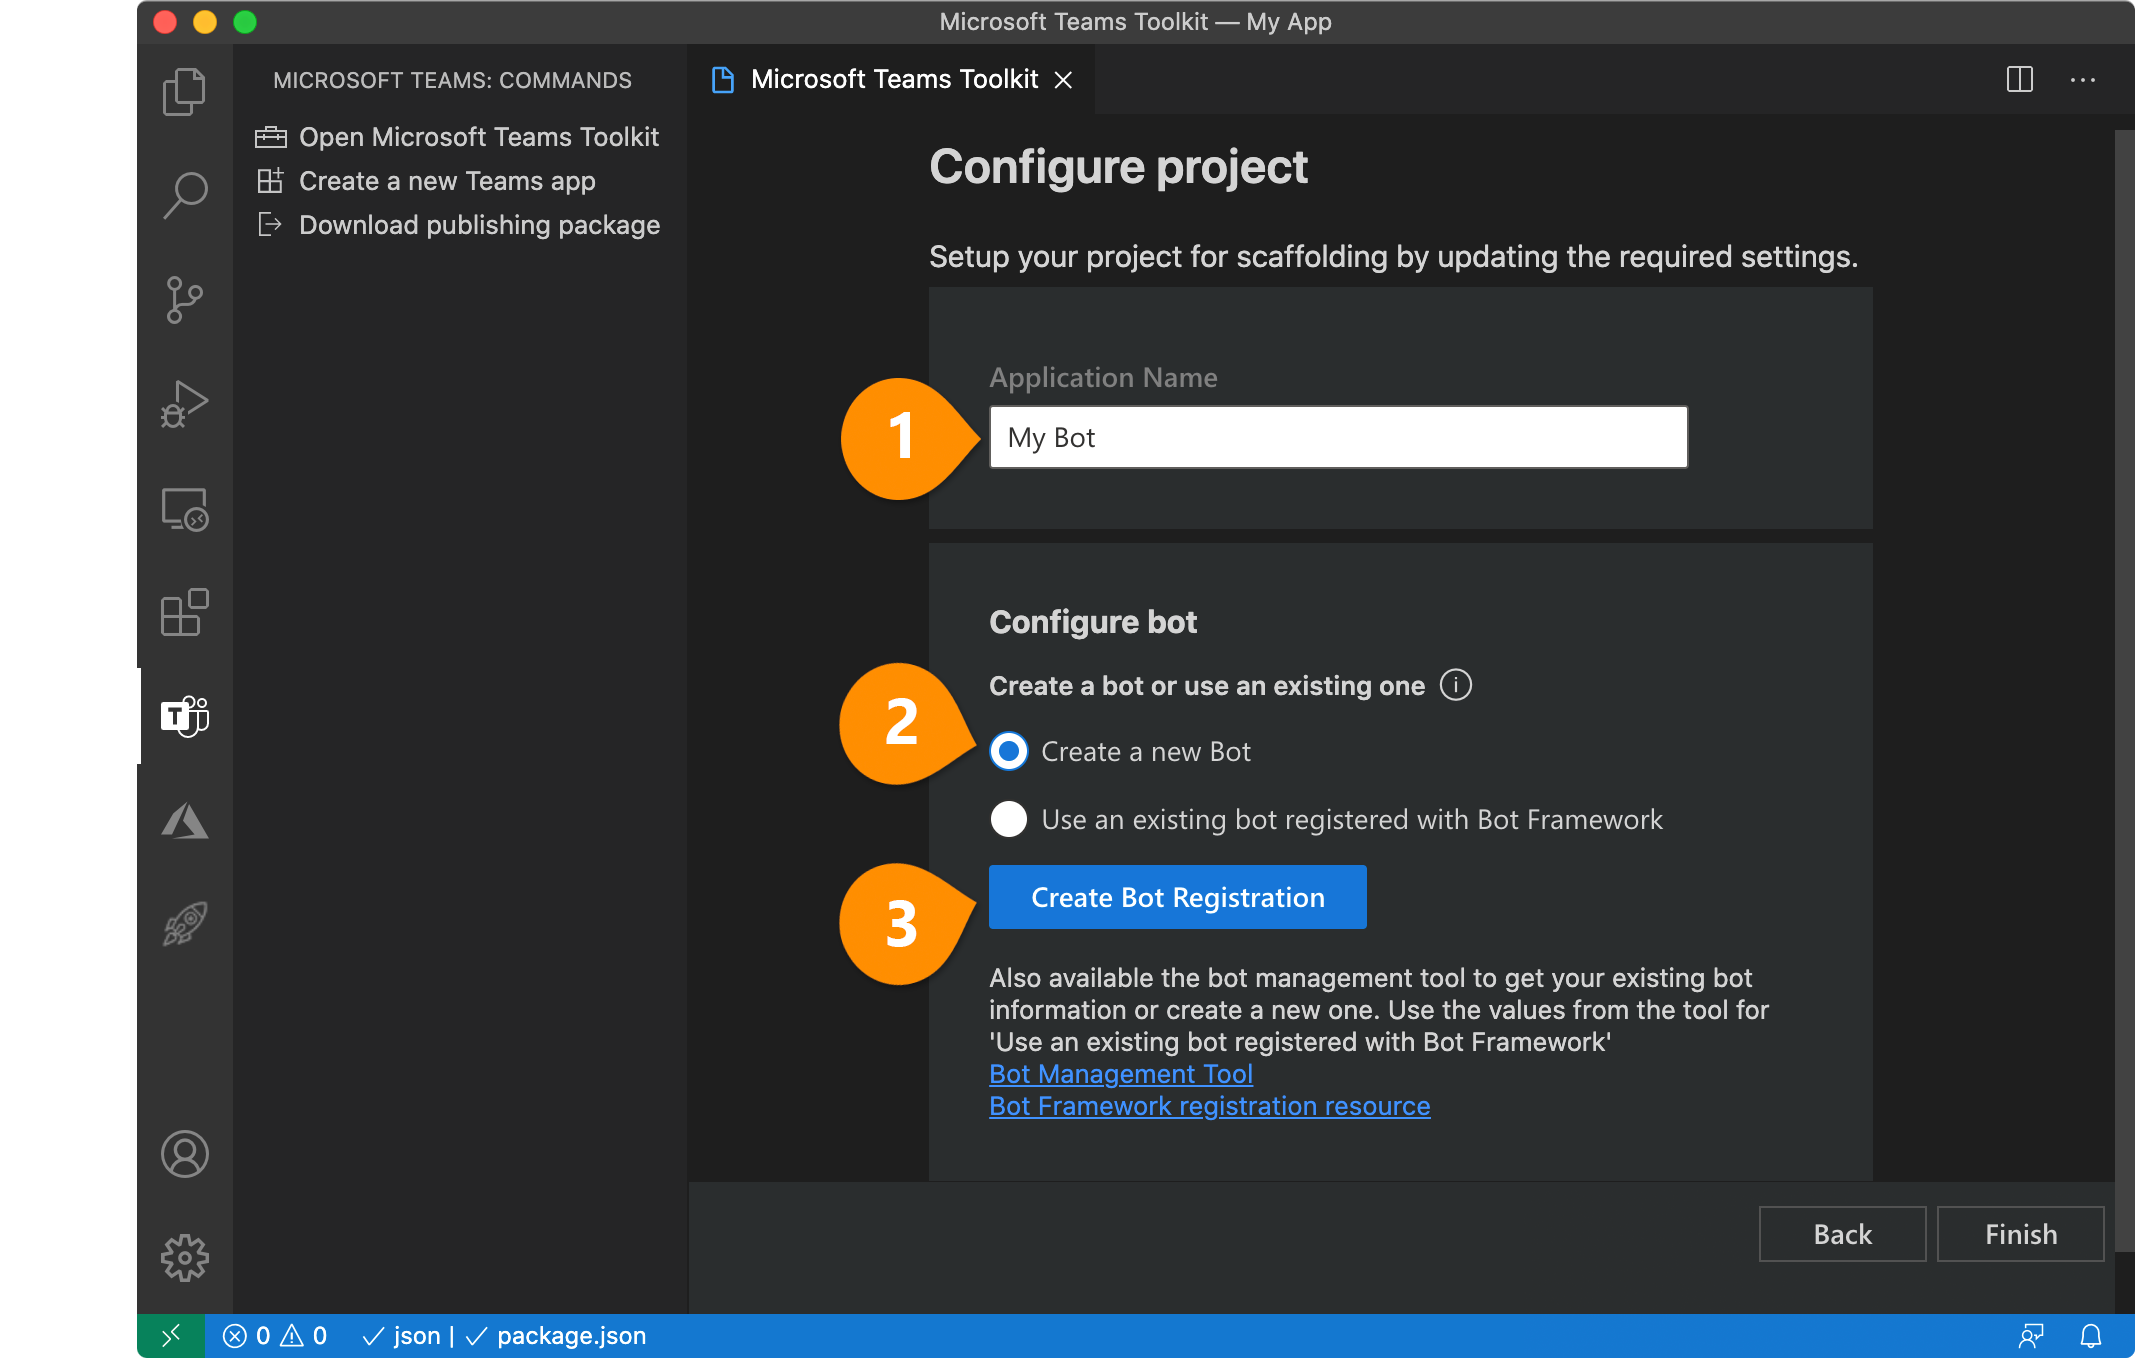 Microsoft Teams Toolkit — My App
MICROSOFT TEAMS: COMMANDS
Open Microsoft Teams Toolkit
Create a new Teams app
Download publishing package
Microsoft Teams Toolkit
Configure project
Setup your project for scaffolding by updating the required settings.
Application Name
1
My Bot
Configure bot
Create a bot or use an existing one
2
Create a new Bot
Use an existing bot registered with Bot Framework
3
Create Bot Registration
Also available the bot management tool to get your existing bot
information or create a new one. Use the values from the tool for
'Use an existing bot registered with Bot Framework'
Bot Management Tool
Bot Framework registration resource
Back
Finish
T
0
0
json |
package.json